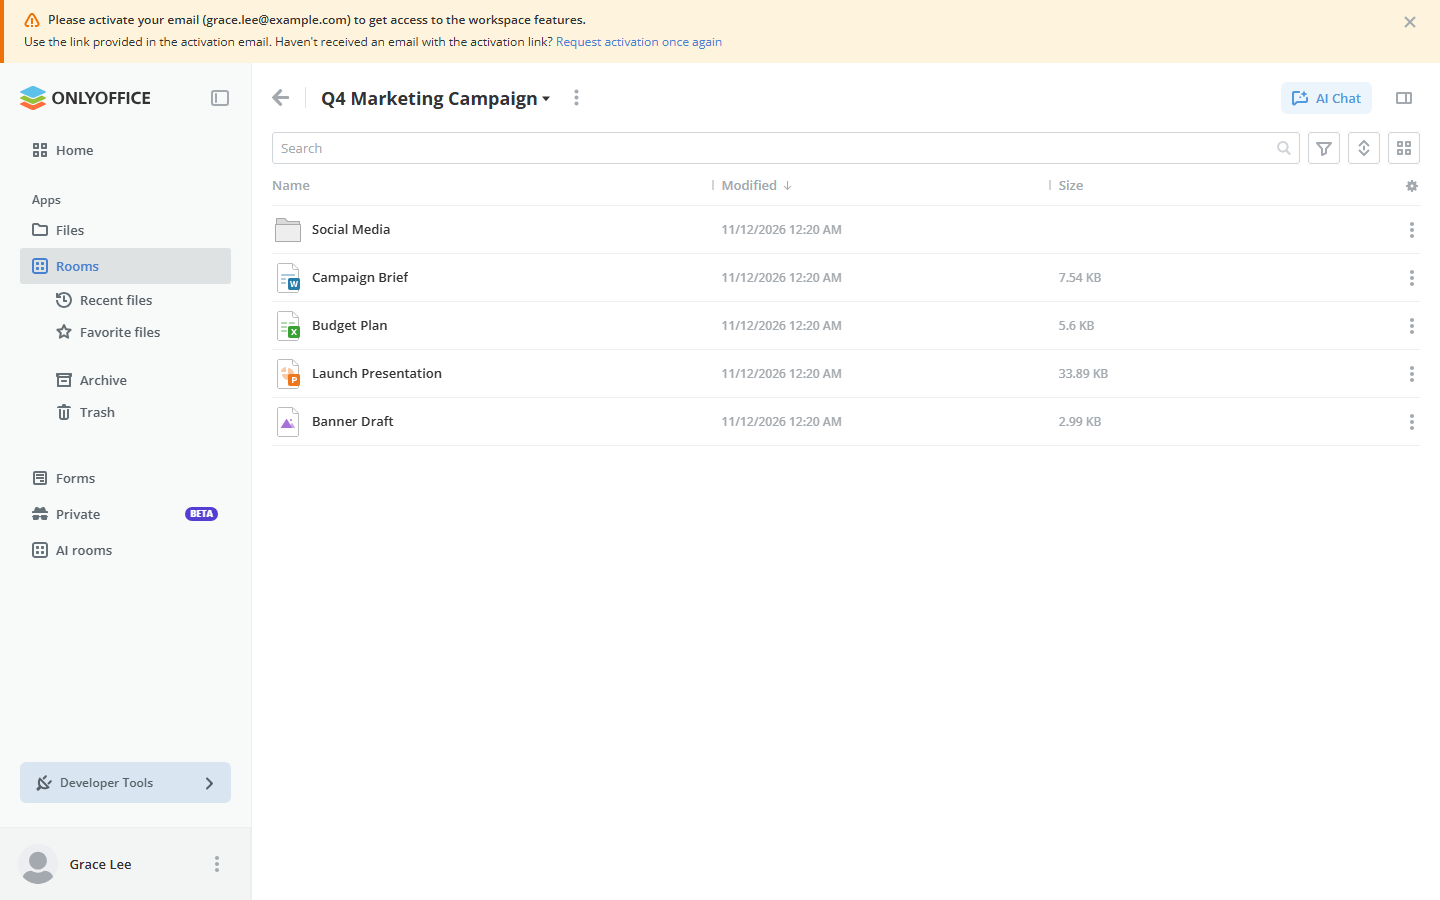 Please activate your email (grace.lee@example.com) to get access to the workspace features.
Use the link provided in the activation email. Haven't received an email with the activation link? Request activation once again
ONLYOFFICE
Home
Apps
Files
Rooms
Recent files
Favorite files
Archive
Trash
Forms
Private BETA
AI rooms
Developer Tools
Grace Lee
Q4 Marketing Campaign
AI Chat
Search
Name Modified Size
Social Media 11/12/2026 12:20 AM
Campaign Brief 11/12/2026 12:20 AM 7.54 KB
Budget Plan 11/12/2026 12:20 AM 5.6 KB
Launch Presentation 11/12/2026 12:20 AM 33.89 KB
Banner Draft 11/12/2026 12:20 AM 2.99 KB